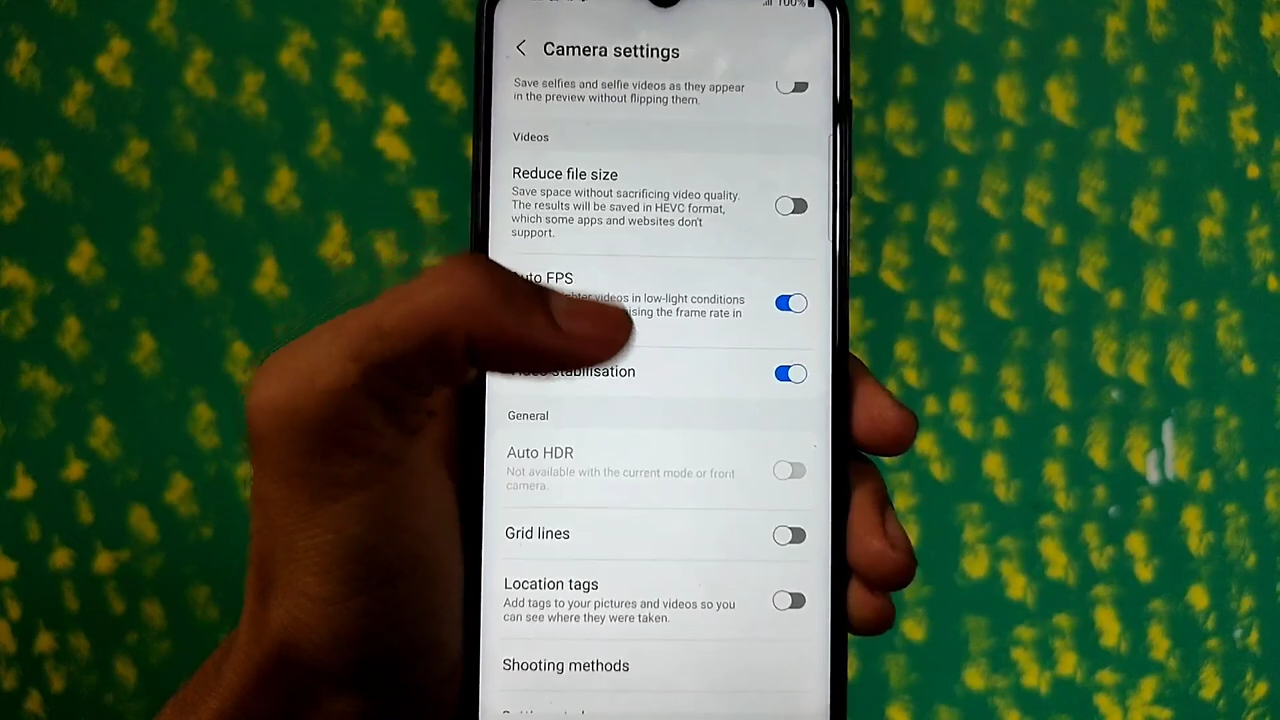 100%
Camera settings
Save selfies and selfie videos as they appear
in the preview without flipping them.
Videos
Reduce file size
Save space without sacrificing video quality.
The results will be saved in HEVC format,
which some apps and websites don't
support.
uto FPS
videos in low-light conditions
ising the frame rate in
stabilisation
General
Auto HDR
Not available with the current mode or front
camera.
Grid lines
Location tags
Add tags to your pictures and videos so you
can see where they were taken.
Shooting methods